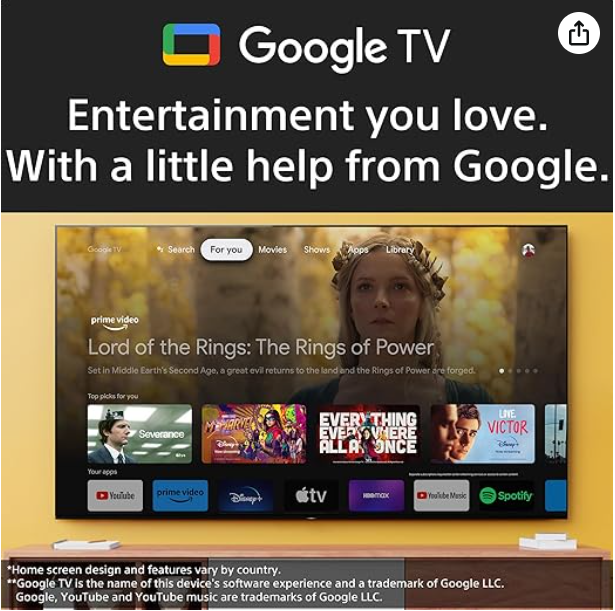 Google TV
Entertainment you love.
With a little help from Google.
Google TV
Search For you Movies Shows Apps Library
prime video
Lord of the Rings: The Rings of Power
Set in Middle Earth's Second Age, a great evil returns to the land and the Rings of Power are forged.
Top picks for you
Severance
MS. MARVEL
Disney+
EVERYTHING
EVERYWHERE
ALL AT ONCE
LOVE,
VICTOR
Disney+
Your apps
YouTube prime video Disney+ tv HBOmax YouTube Music Spotify
*Home screen design and features vary by country.
**Google TV is the name of this device's software experience and a trademark of Google LLC.
Google, YouTube and YouTube music are trademarks of Google LLC.